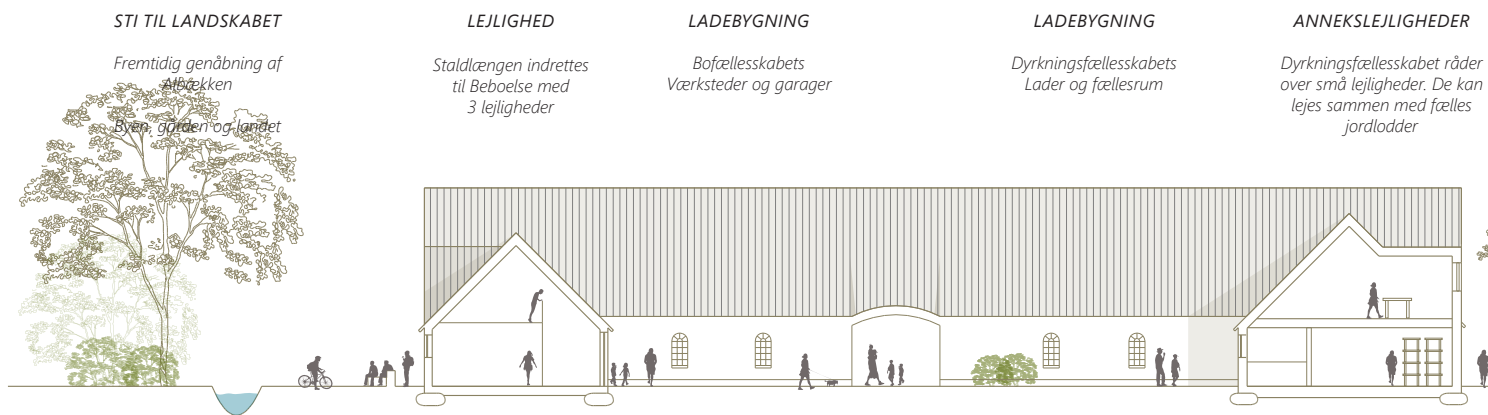 STI TIL LANDSKABET
Fremtidig genåbning af
Albækken
Byen, gården og landet
LEJLIGHED
Staldlængen indrettes
til Beboelse med
3 lejligheder
LADEBYGNING
Bofællesskabets
Værksteder og garager
LADEBYGNING
Dyrkningsfællesskabets
Lader og fællesrum
ANNEKSLEJLIGHEDER
Dyrkningsfællesskabet råder
over små lejligheder. De kan
lejes sammen med fælles
jordlodder